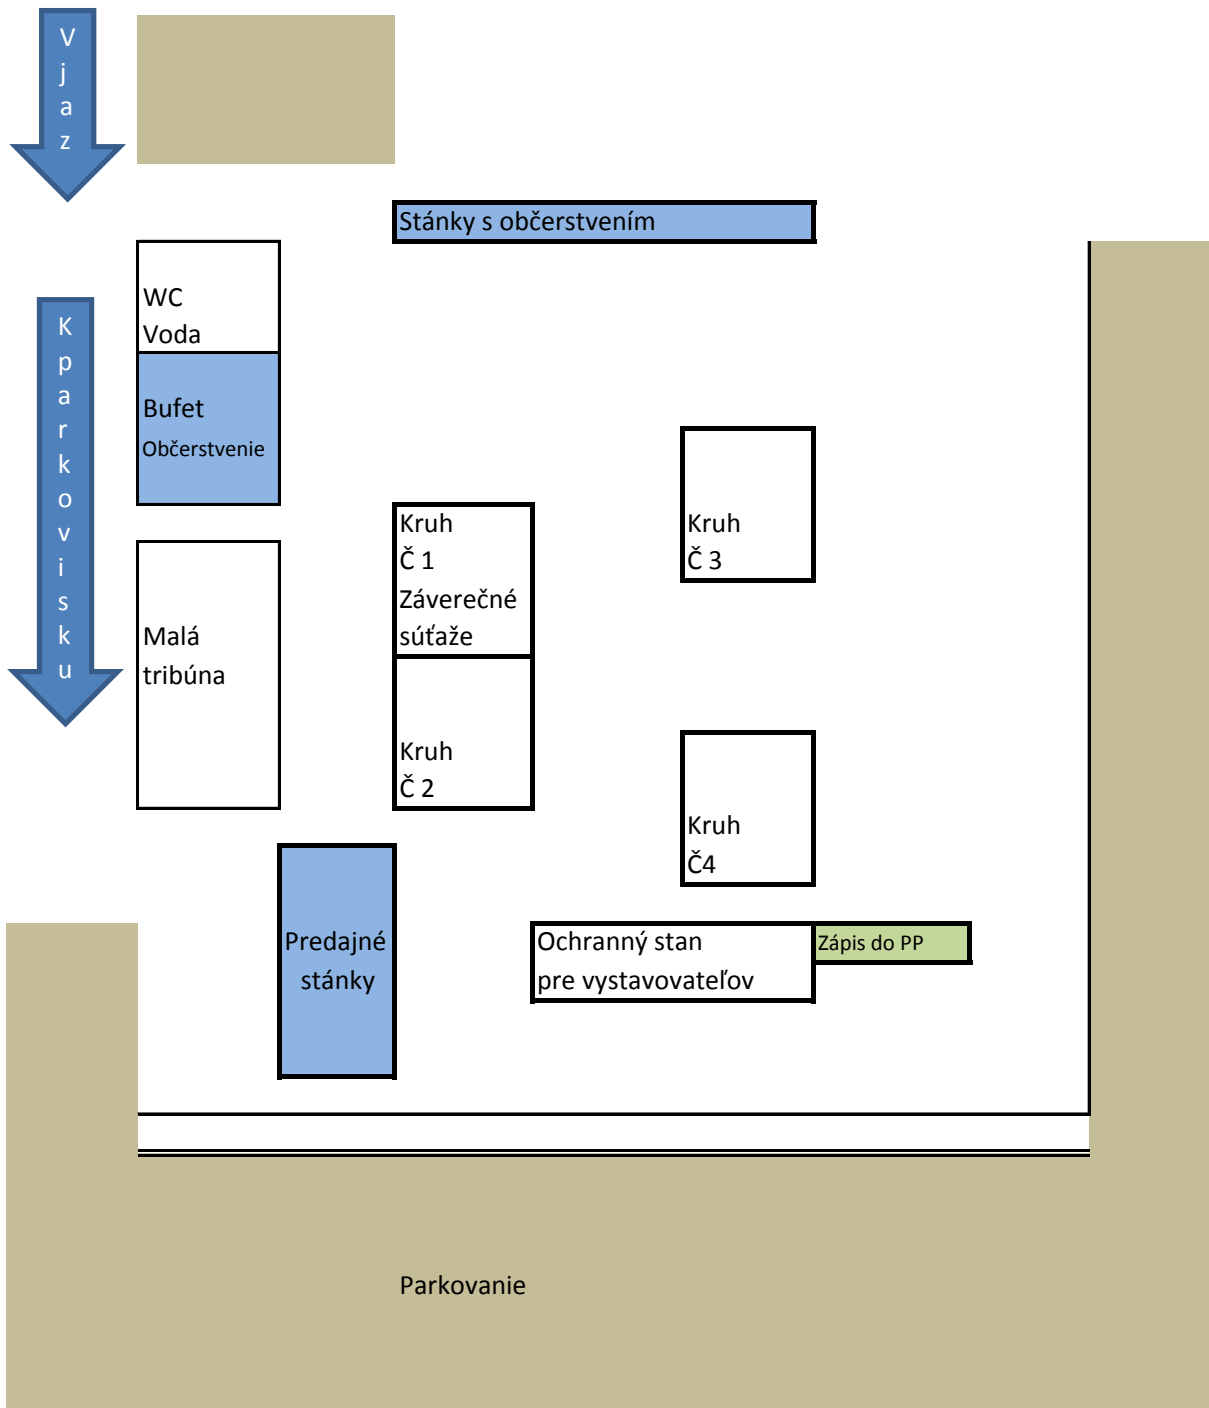 Vjaz
Stánky s občerstvením
WC
Voda
K parkovisku
Bufet
Občerstvenie
Kruh
Č 1
Záverečné
súťaže
Kruh
Č 3
Malá
tribúna
Kruh
Č 2
Kruh
Č4
Predajné
stánky
Ochranný stan
pre vystavovateľov
Zápis do PP
Parkovanie